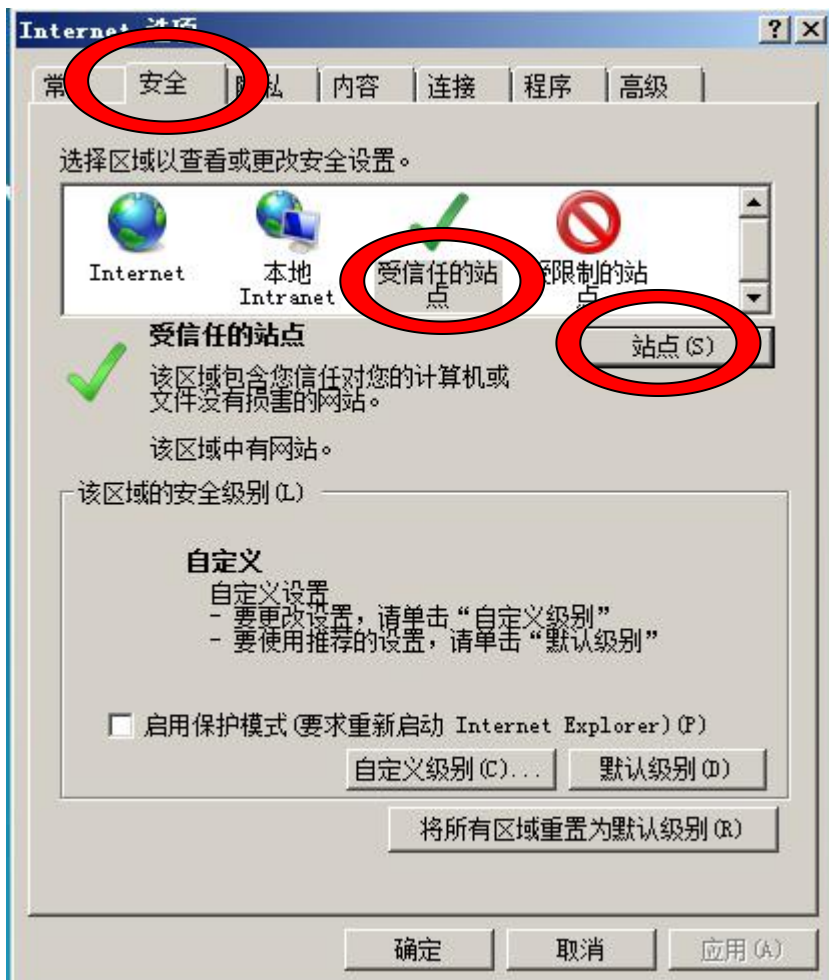 Internet 选项
常
安全
私
内容
连接
程序
高级
选择区域以查看或更改安全设置。
Internet
本地
Intranet
受信任的站
点
受限制的站
点
受信任的站点
站点(S)
该区域包含您信任对您的计算机或
文件没有损害的网站。
该区域中有网站。
该区域的安全级别(L)
自定义
自定义设置
- 要更改设置，请单击“自定义级别”
- 要使用推荐的设置，请单击“默认级别”
启用保护模式(要求重新启动 Internet Explorer)(P)
自定义级别(C)...
默认级别(D)
将所有区域重置为默认级别(R)
确定
取消
应用(A)